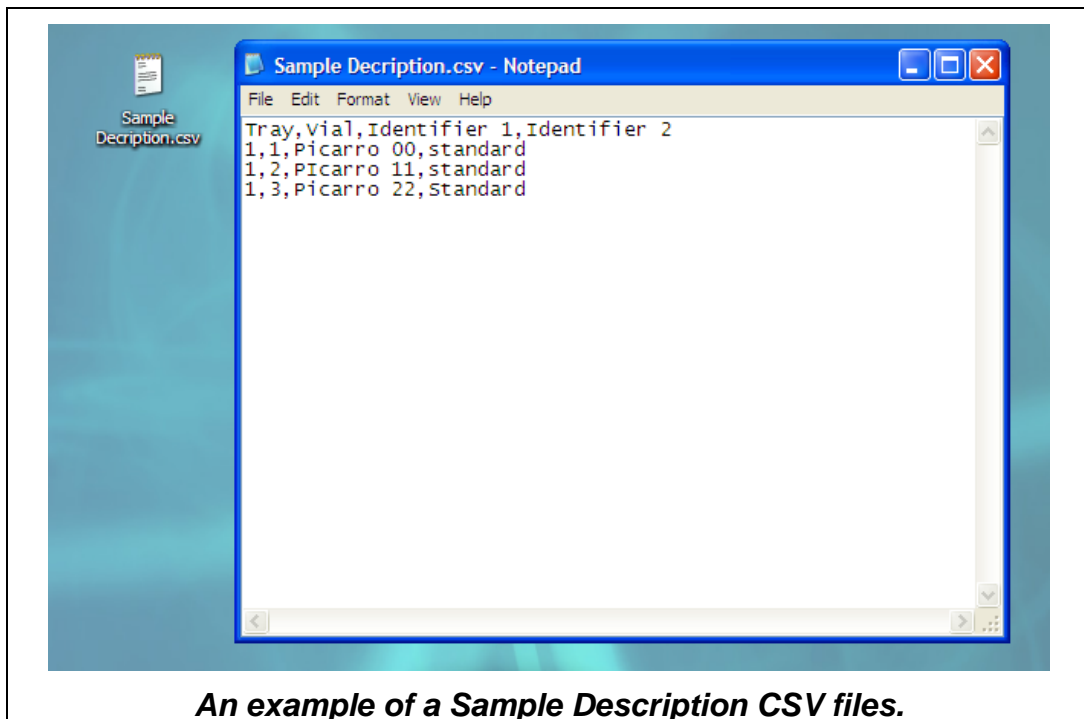 Sample Decription.csv - Notepad
File Edit Format View Help
Sample
Decription.csv
Tray,Vial,Identifier 1,Identifier 2
1,1,Picarro 00,standard
1,2,PIcarro 11,standard
1,3,Picarro 22,Standard
An example of a Sample Description CSV files.